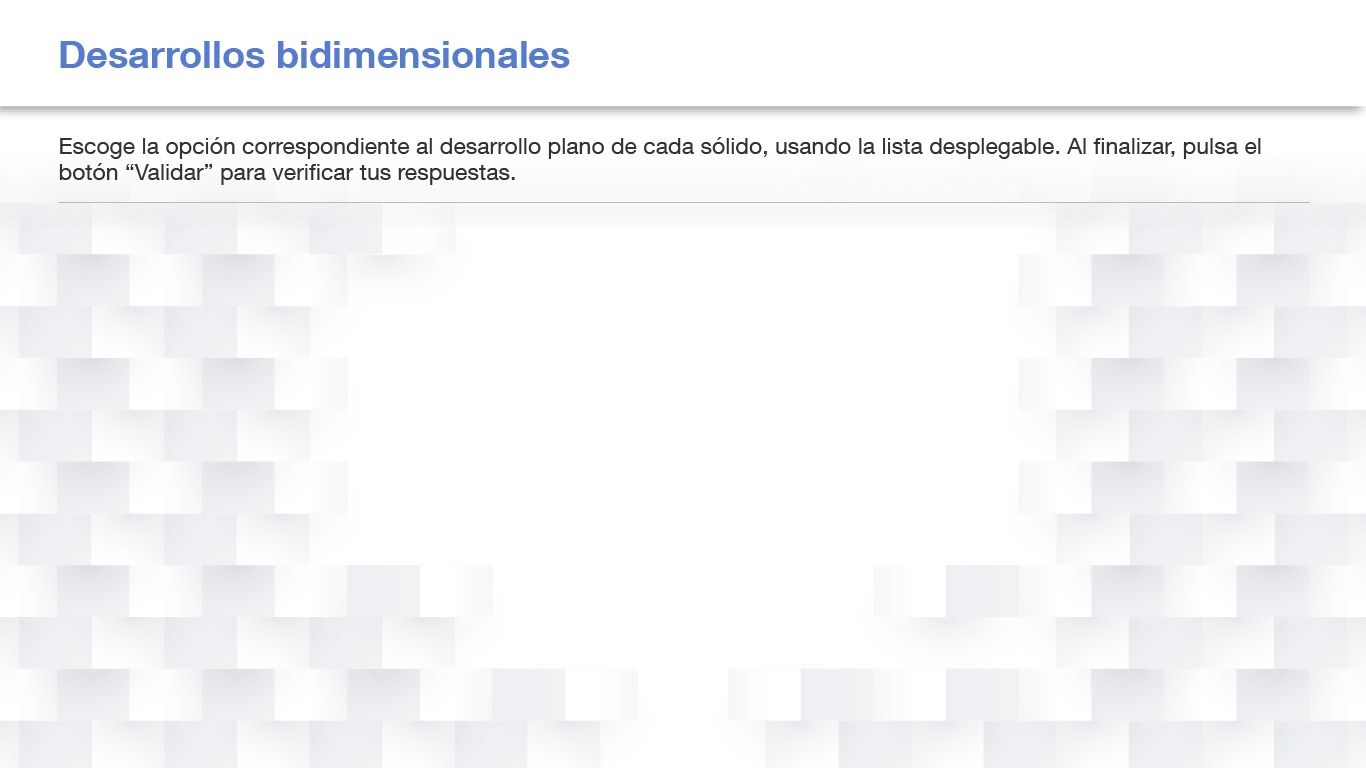 Desarrollos bidimensionales
Escoge la opción correspondiente al desarrollo plano de cada sólido, usando la lista desplegable. Al finalizar, pulsa el
botón “Validar” para verificar tus respuestas.